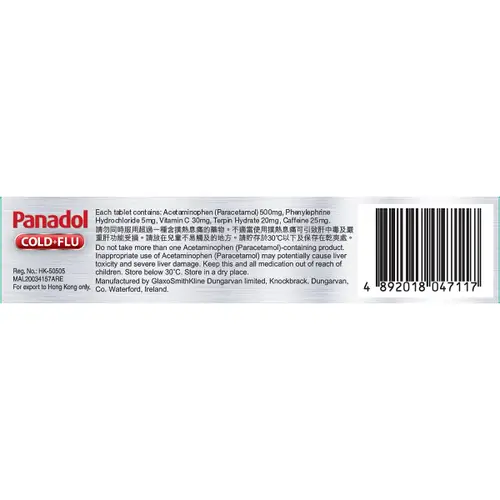 Panadol
COLD+FLU
Reg. No.: HK-50505
MAL20034157ARE
For export to Hong Kong only.
Each tablet contains: Acetaminophen (Paracetamol) 500mg, Phenylephrine
Hydrochloride 5mg, Vitamin C 30mg, Terpin Hydrate 20mg, Caffeine 25mg.
請勿同時服用超過一種含撲熱息痛的藥物。不適當使用撲熱息痛可引致肝中毒及嚴
重肝功能受損。請放在兒童不易觸及的地方。請貯存於30℃以下及保存在乾爽處。
Do not take more than one Acetaminophen (Paracetamol)-containing product.
Inappropriate use of Acetaminophen (Paracetamol) may potentially cause liver
toxicity and severe liver damage. Keep this and all medication out of reach of
children. Store below 30°C. Store in a dry place.
Manufactured by GlaxoSmithKline Dungarvan limited, Knockbrack, Dungarvan,
Co, Waterford, Ireland.
4 892018 047117